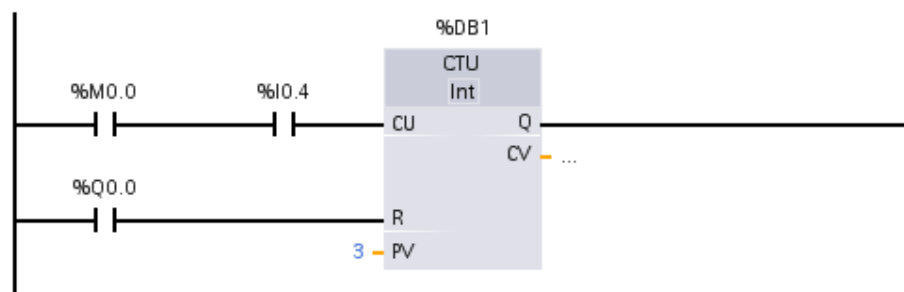 %DB1
CTU
Int
%M0.0 %I0.4
CU Q
CV ...
%Q0.0
R
3 PV